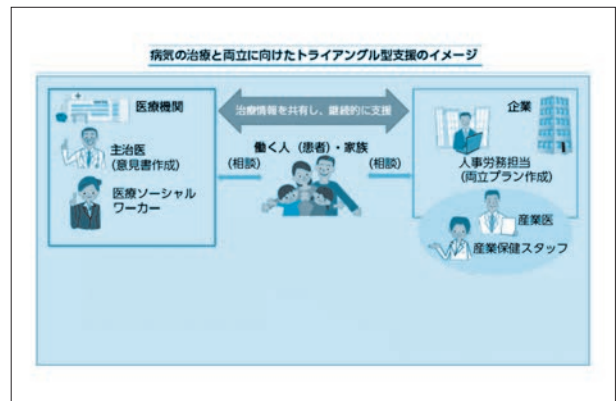 病気の治療と両立に向けたトライアングル型支援のイメージ
医療機関
主治医
(意見書作成)
医療ソーシャル
ワーカー
治療情報を共有し、継続的に支援
働く人(患者)・家族
(相談)
(相談)
企業
人事労務担当
(両立プラン作成)
産業医
産業保健スタッフ